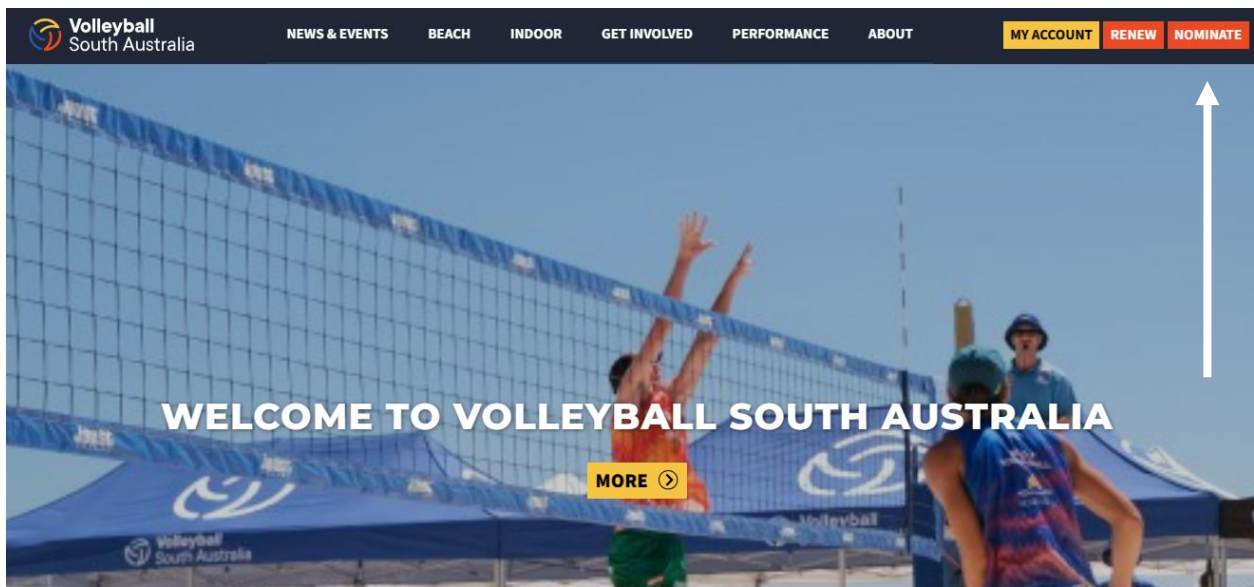 Volleyball
South Australia
NEWS & EVENTS BEACH INDOOR GET INVOLVED PERFORMANCE ABOUT MY ACCOUNT RENEW NOMINATE
WELCOME TO VOLLEYBALL SOUTH AUSTRALIA
MORE
Volleyball
Volleyball
South Australia